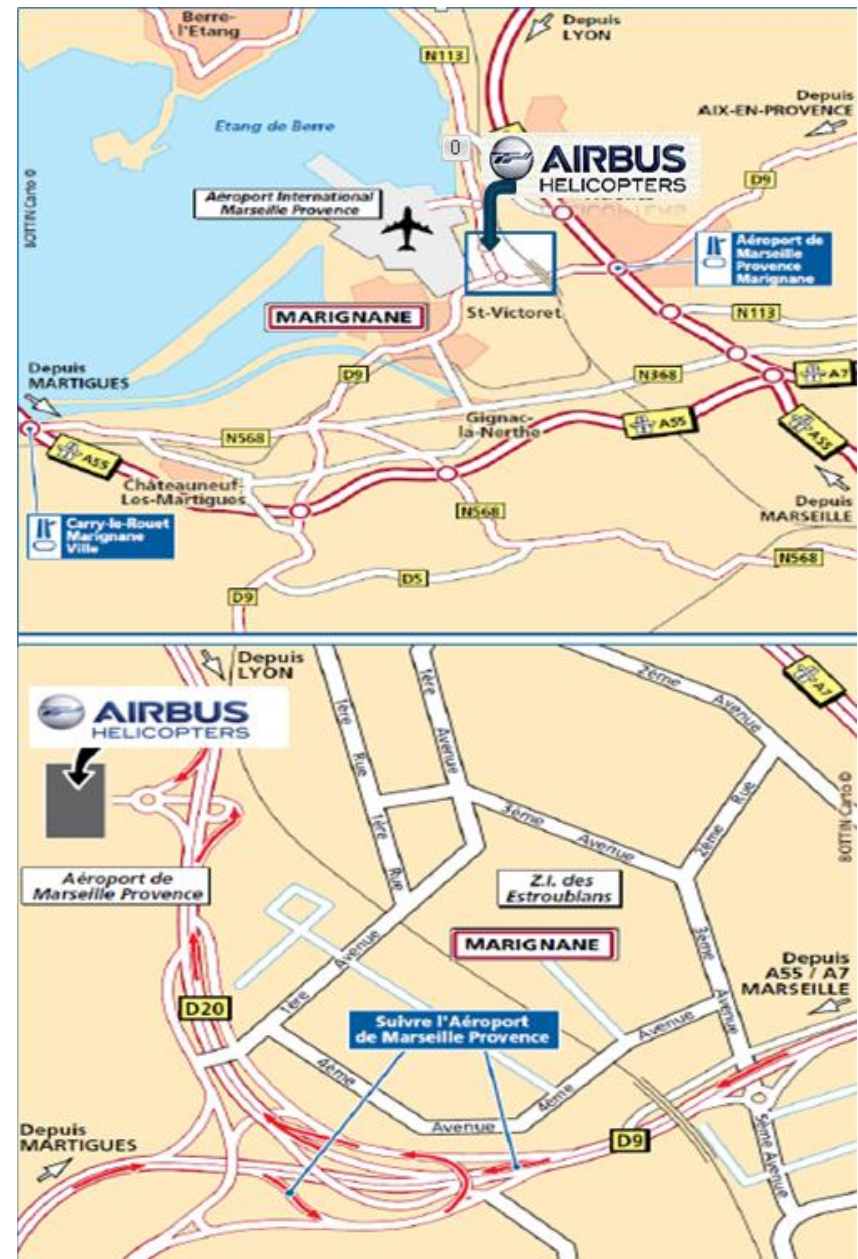 Berre-
l'Etang
Depuis
LYON
N113
Depuis
AIX-EN-PROVENCE
Etang de Berre
0
AIRBUS
HELICOPTERS
BOTTIN Carto ©
Aéroport International
Marseille Provence
D9
Aéroport de
Marseille
Provence
Marignane
MARIGNANE
St-Victoret
N113
Depuis
MARTIGUES
D9
N368
A7
Gignac-
la-Nerthe
N568
A55
A55
A55
Châteauneuf-
Les-Martigues
Depuis
MARSEILLE
Carry-le-Rouet
Marignane
Ville
N568
N568
D5
D9
Depuis
LYON
AIRBUS
HELICOPTERS
1ère
Rue
1ère
Rue
1ère
Avenue
2ème
Avenue
A7
BOTTIN Carto ©
3ème
Avenue
2ème
Rue
Aéroport de
Marseille Provence
Z.I. des
Estroublans
MARIGNANE
3ème
Avenue
Depuis
A55 / A7
MARSEILLE
1ère
Avenue
D20
Suivre l'Aéroport
de Marseille Provence
4ème
Avenue
4ème
Avenue
Depuis
MARTIGUES
D9
5ème Avenue